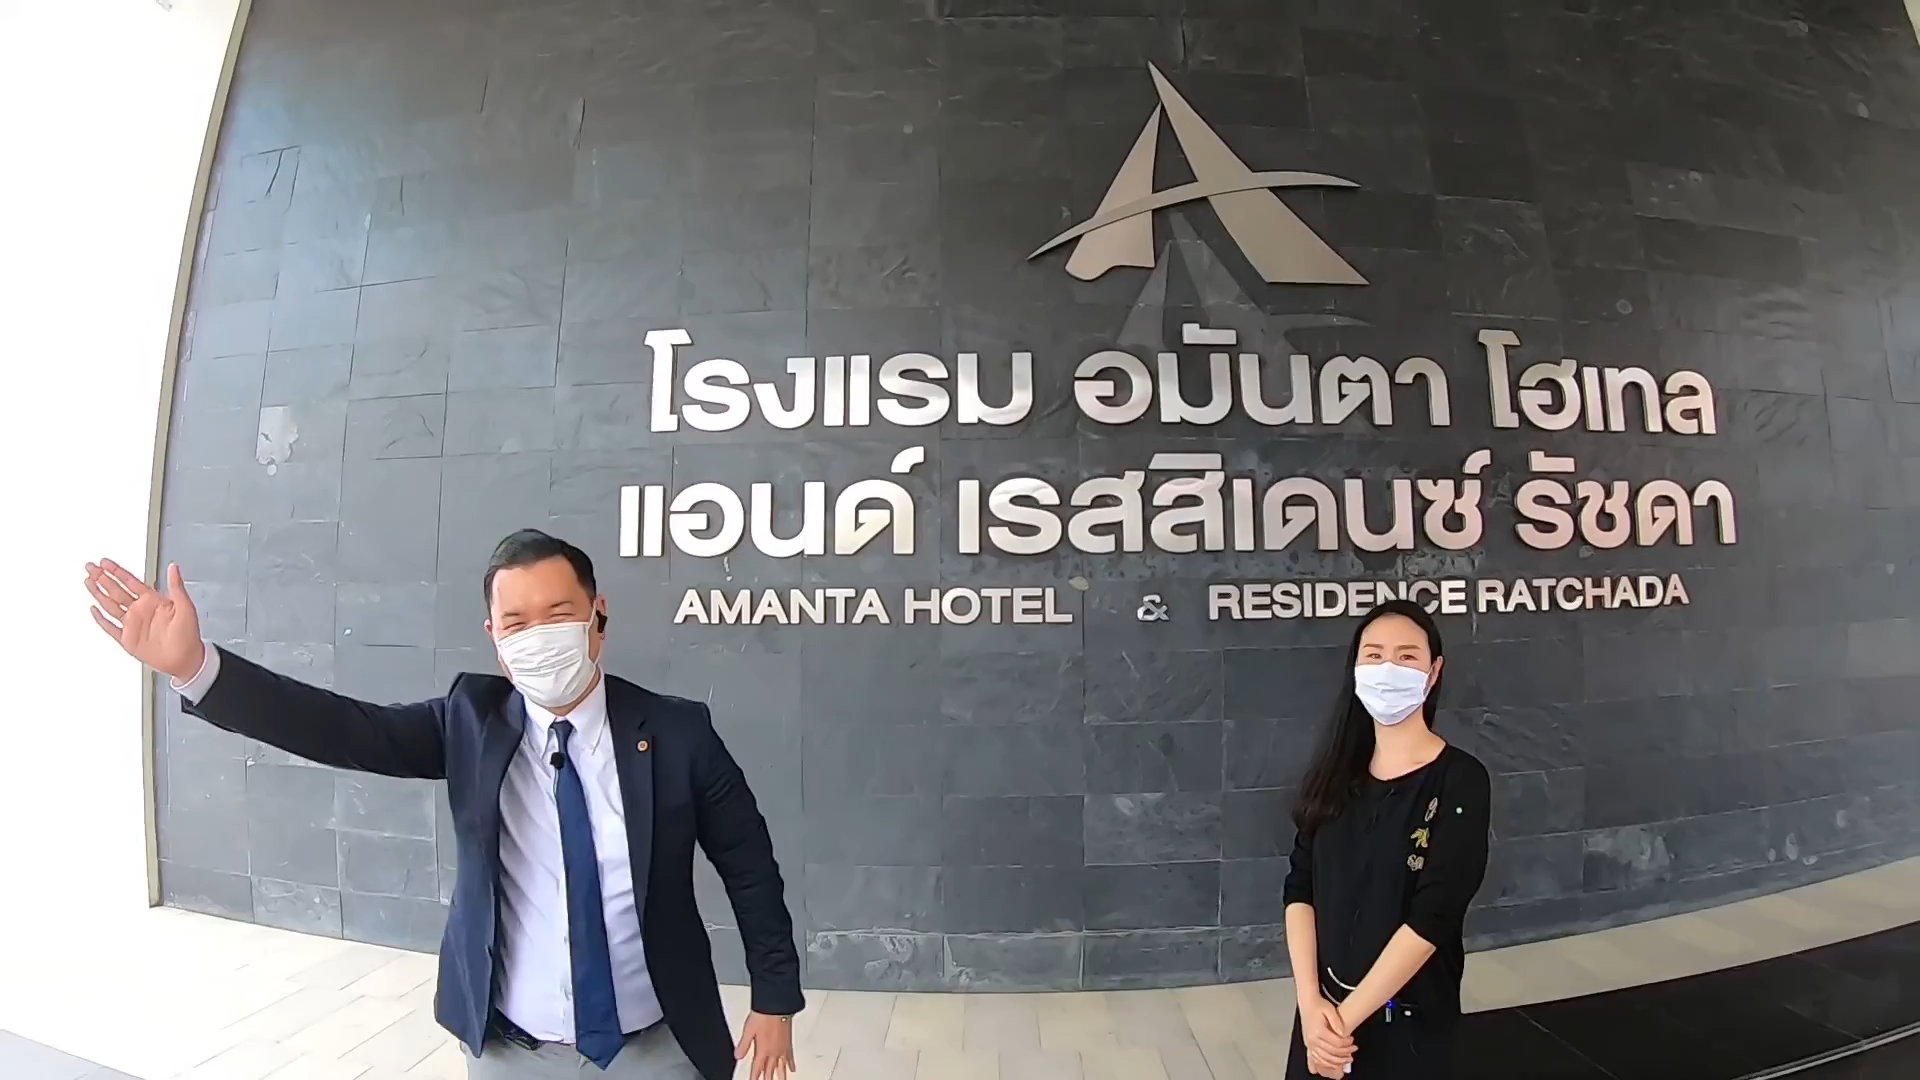 โรงแรม อมันตา โฮเทล
แอนด์ เรสสิเดนซ์ รัชดา
AMANTA HOTEL & RESIDENCE RATCHADA